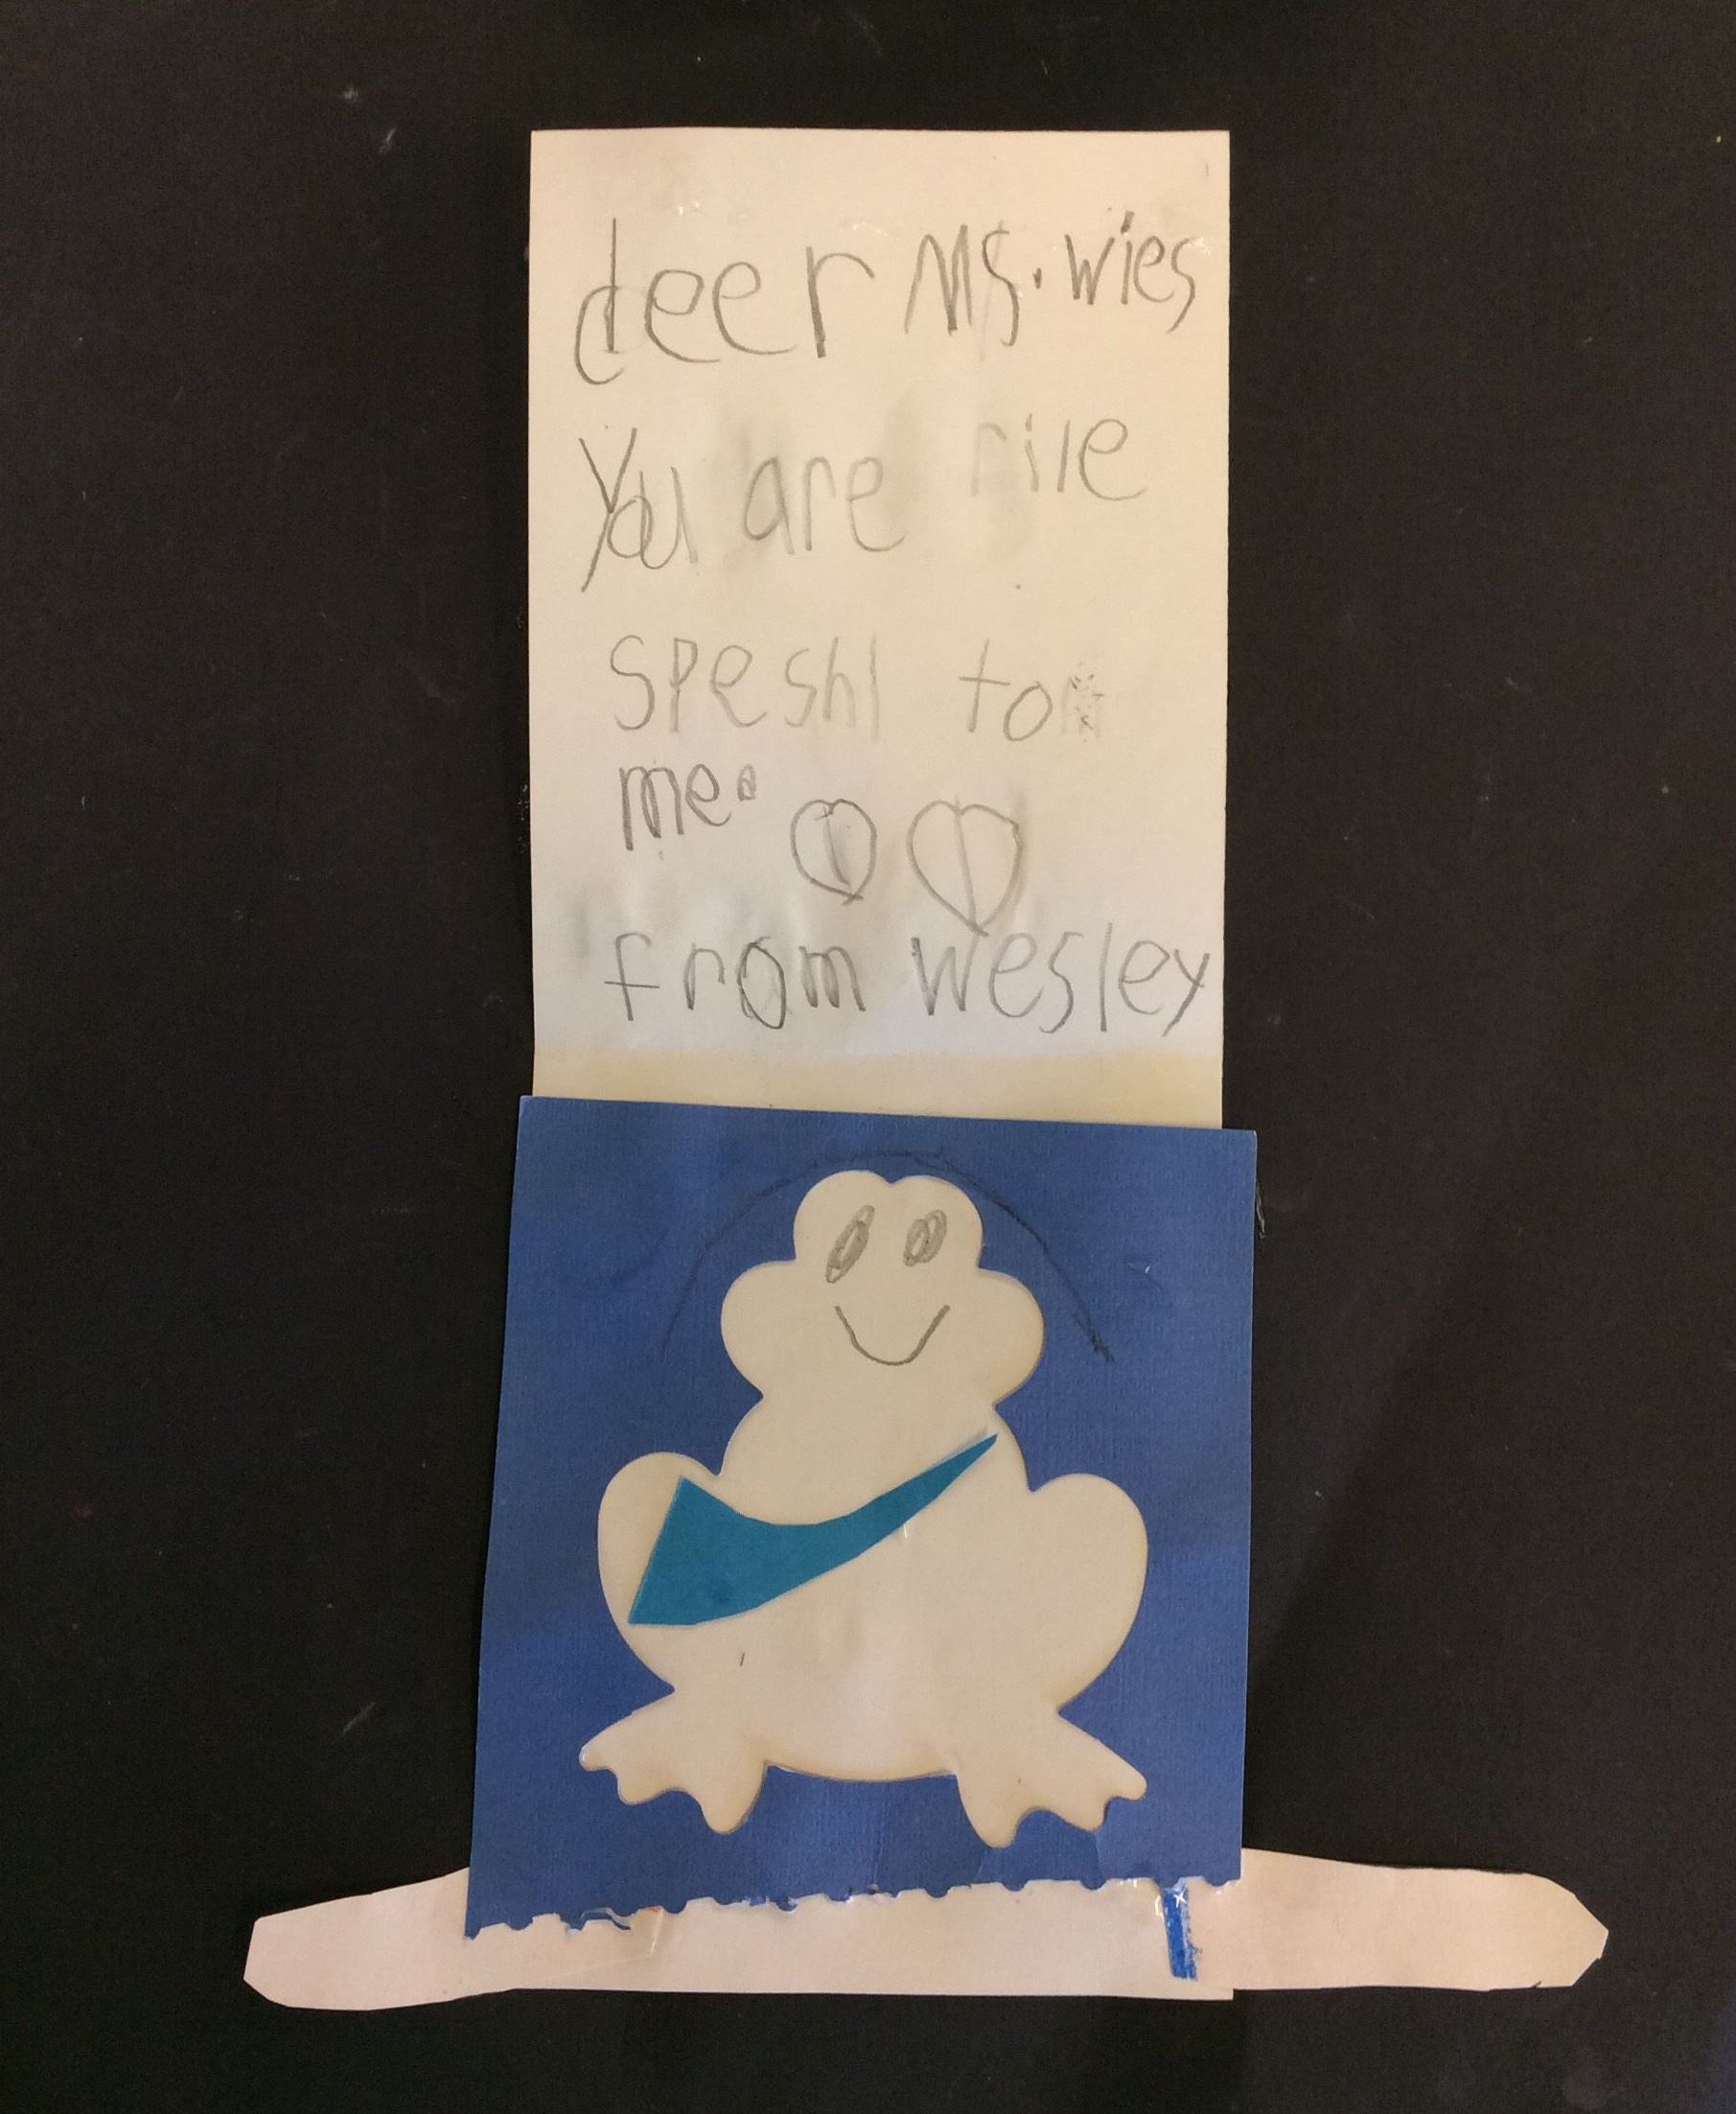 deer Ms. wies
You are rile
speshl to
me.
from wesley